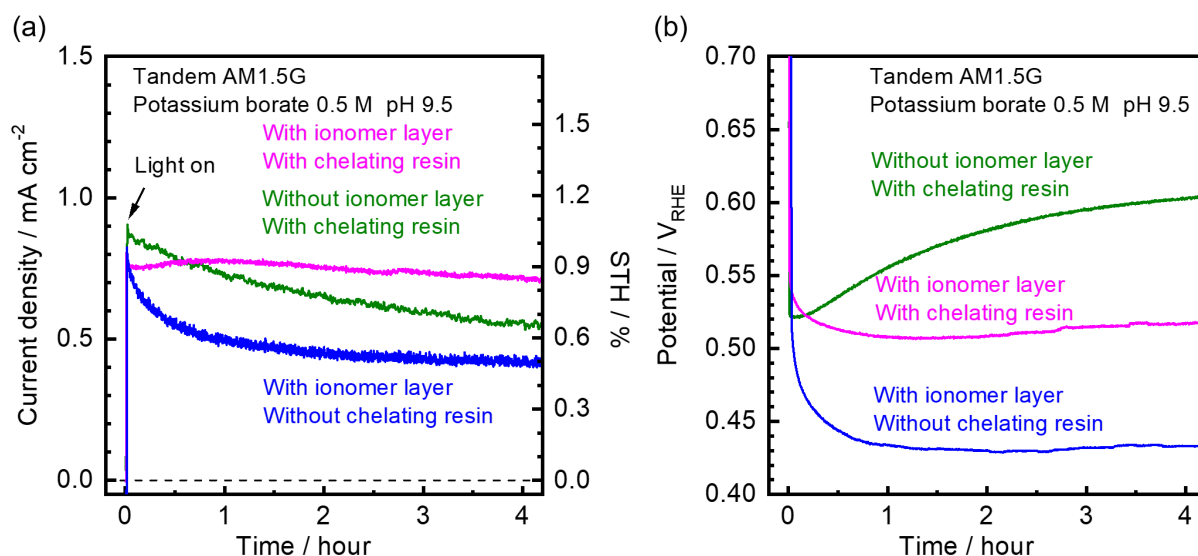 (a)
1.5
1.0
0.5
0.0
Current density / mA cm⁻²
Tandem AM1.5G
Potassium borate 0.5 M pH 9.5
With ionomer layer
With chelating resin
Light on
Without ionomer layer
With chelating resin
With ionomer layer
Without chelating resin
1.5
1.2
0.9
0.6
0.3
0.0
STH / %
0 1 2 3 4
Time / hour
(b)
0.70
0.65
0.60
0.55
0.50
0.45
0.40
Potential / V_RHE
Tandem AM1.5G
Potassium borate 0.5 M pH 9.5
Without ionomer layer
With chelating resin
With ionomer layer
With chelating resin
With ionomer layer
Without chelating resin
0 1 2 3 4
Time / hour